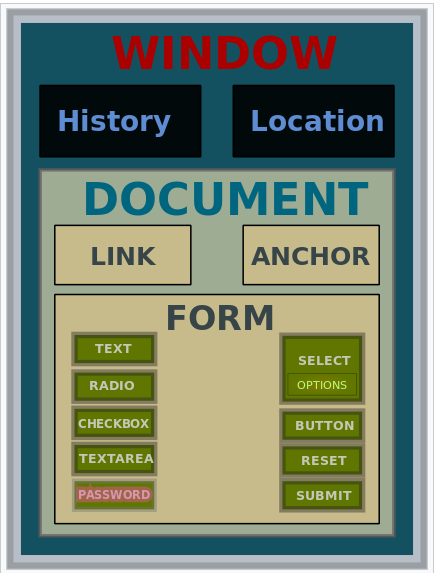 WINDOW
History Location
DOCUMENT
LINK ANCHOR
FORM
TEXT
RADIO
CHECKBOX
TEXTAREA
PASSWORD
SELECT
OPTIONS
BUTTON
RESET
SUBMIT